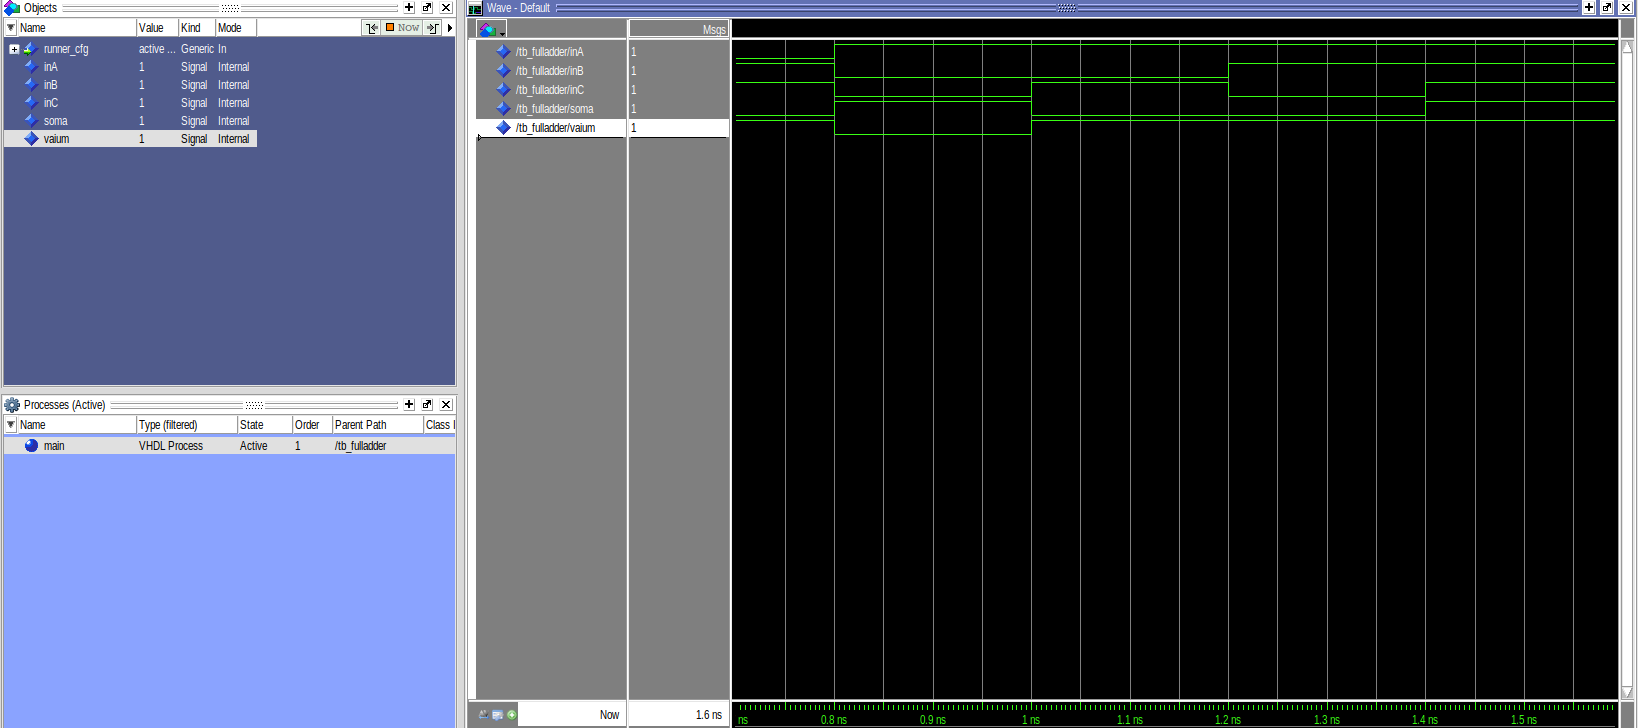 Objects
Name Value Kind Mode NOW
runner_cfg active ... Generic In
inA 1 Signal Internal
inB 1 Signal Internal
inC 1 Signal Internal
soma 1 Signal Internal
vaium 1 Signal Internal
Processes (Active)
Name Type (filtered) State Order Parent Path Class I
main VHDL Process Active 1 /tb_fulladder
Wave - Default
Msgs
/tb_fulladder/inA 1
/tb_fulladder/inB 1
/tb_fulladder/inC 1
/tb_fulladder/soma 1
/tb_fulladder/vaium 1
Now 1.6 ns
ns 0.8 ns 0.9 ns 1 ns 1.1 ns 1.2 ns 1.3 ns 1.4 ns 1.5 ns